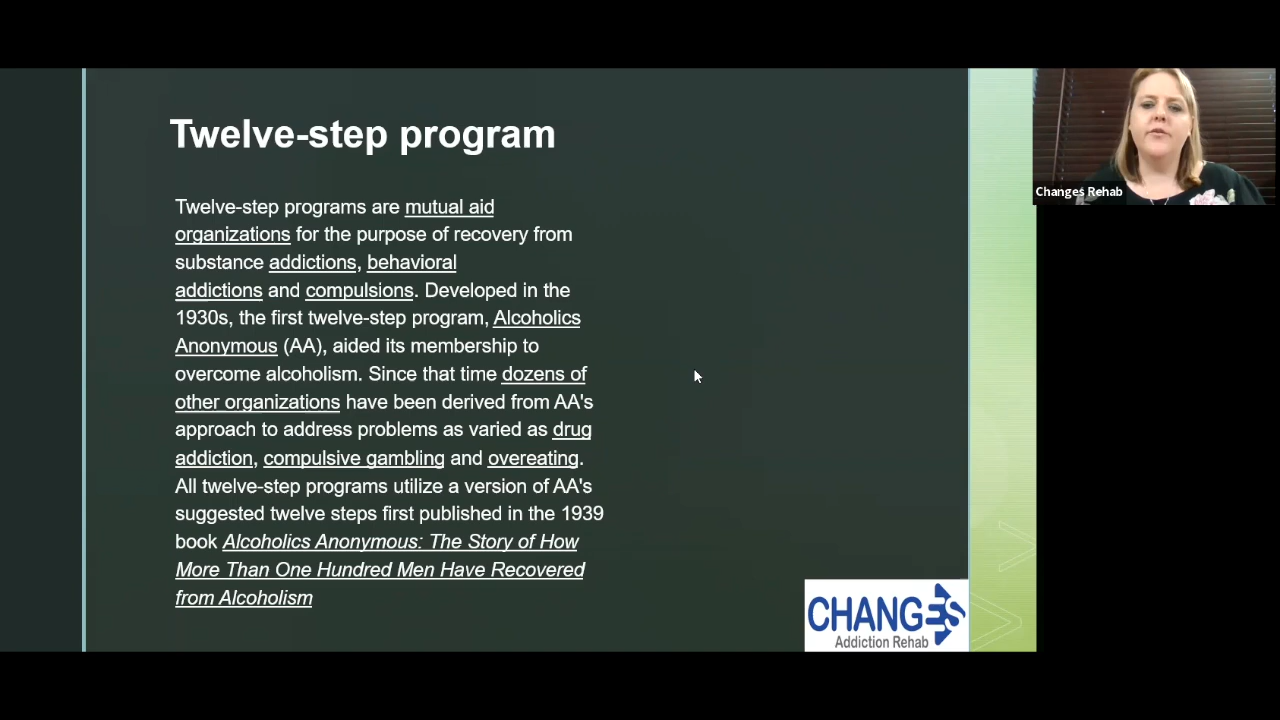 Twelve-step program
Twelve-step programs are mutual aid
organizations for the purpose of recovery from
substance addictions, behavioral
addictions and compulsions. Developed in the
1930s, the first twelve-step program, Alcoholics
Anonymous (AA), aided its membership to
overcome alcoholism. Since that time dozens of
other organizations have been derived from AA's
approach to address problems as varied as drug
addiction, compulsive gambling and overeating.
All twelve-step programs utilize a version of AA's
suggested twelve steps first published in the 1939
book Alcoholics Anonymous: The Story of How
More Than One Hundred Men Have Recovered
from Alcoholism
CHANGES
Addiction Rehab
Changes Rehab